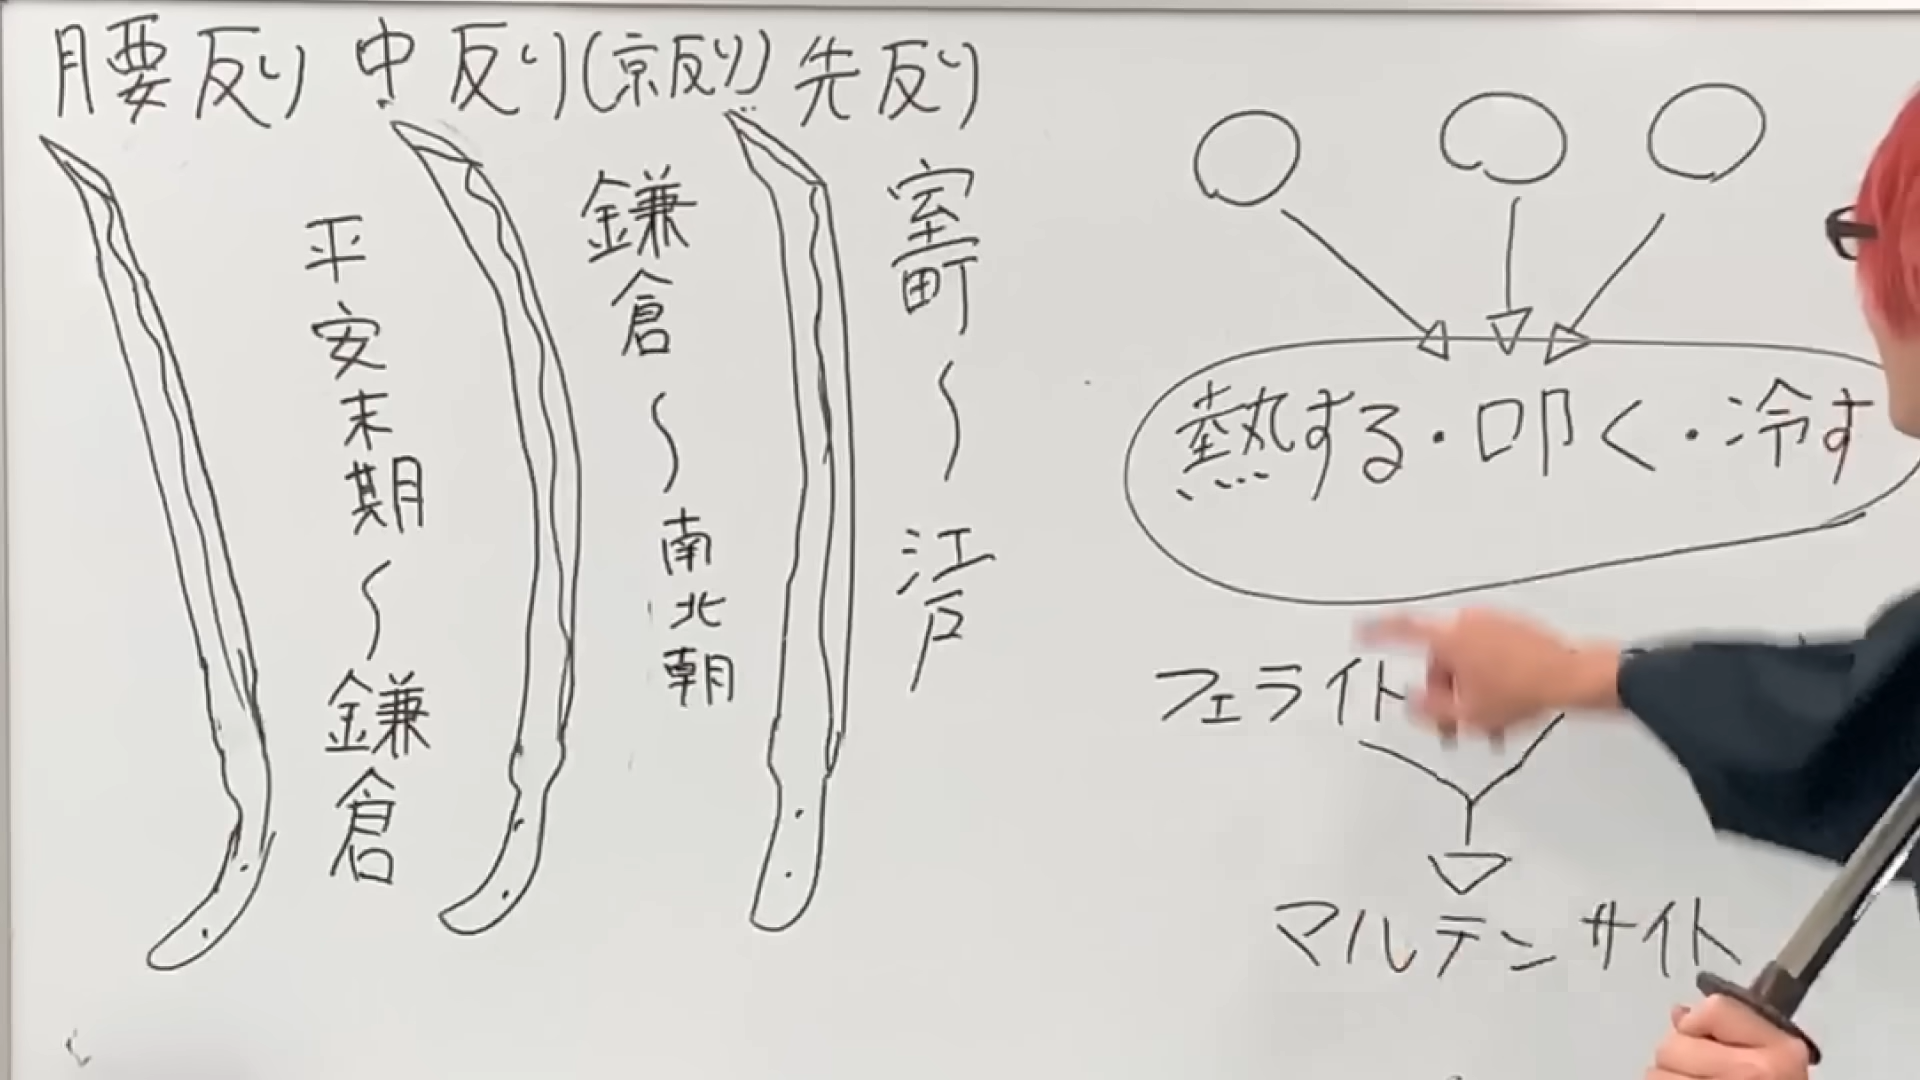 腰反り 中反り(京反り) 先反り
平安末期〜鎌倉
鎌倉〜南北朝
室町〜江戸
熱する・叩く・冷す
フェライト
マルテンサイト